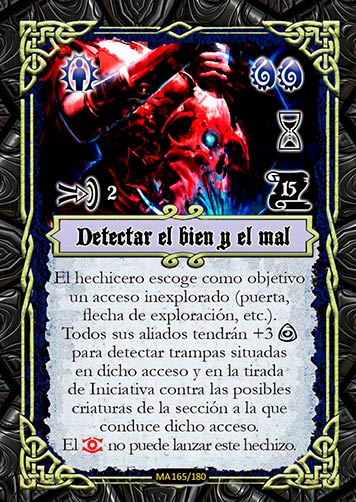 2
15
Detectar el bien y el mal
El hechicero escoge como objetivo
un acceso inexplorado (puerta,
flecha de exploración, etc.).
Todos sus aliados tendrán +3
para detectar trampas situadas
en dicho acceso y en la tirada
de Iniciativa contra las posibles
criaturas de la sección a la que
conduce dicho acceso.
El no puede lanzar este hechizo.
MA165/180